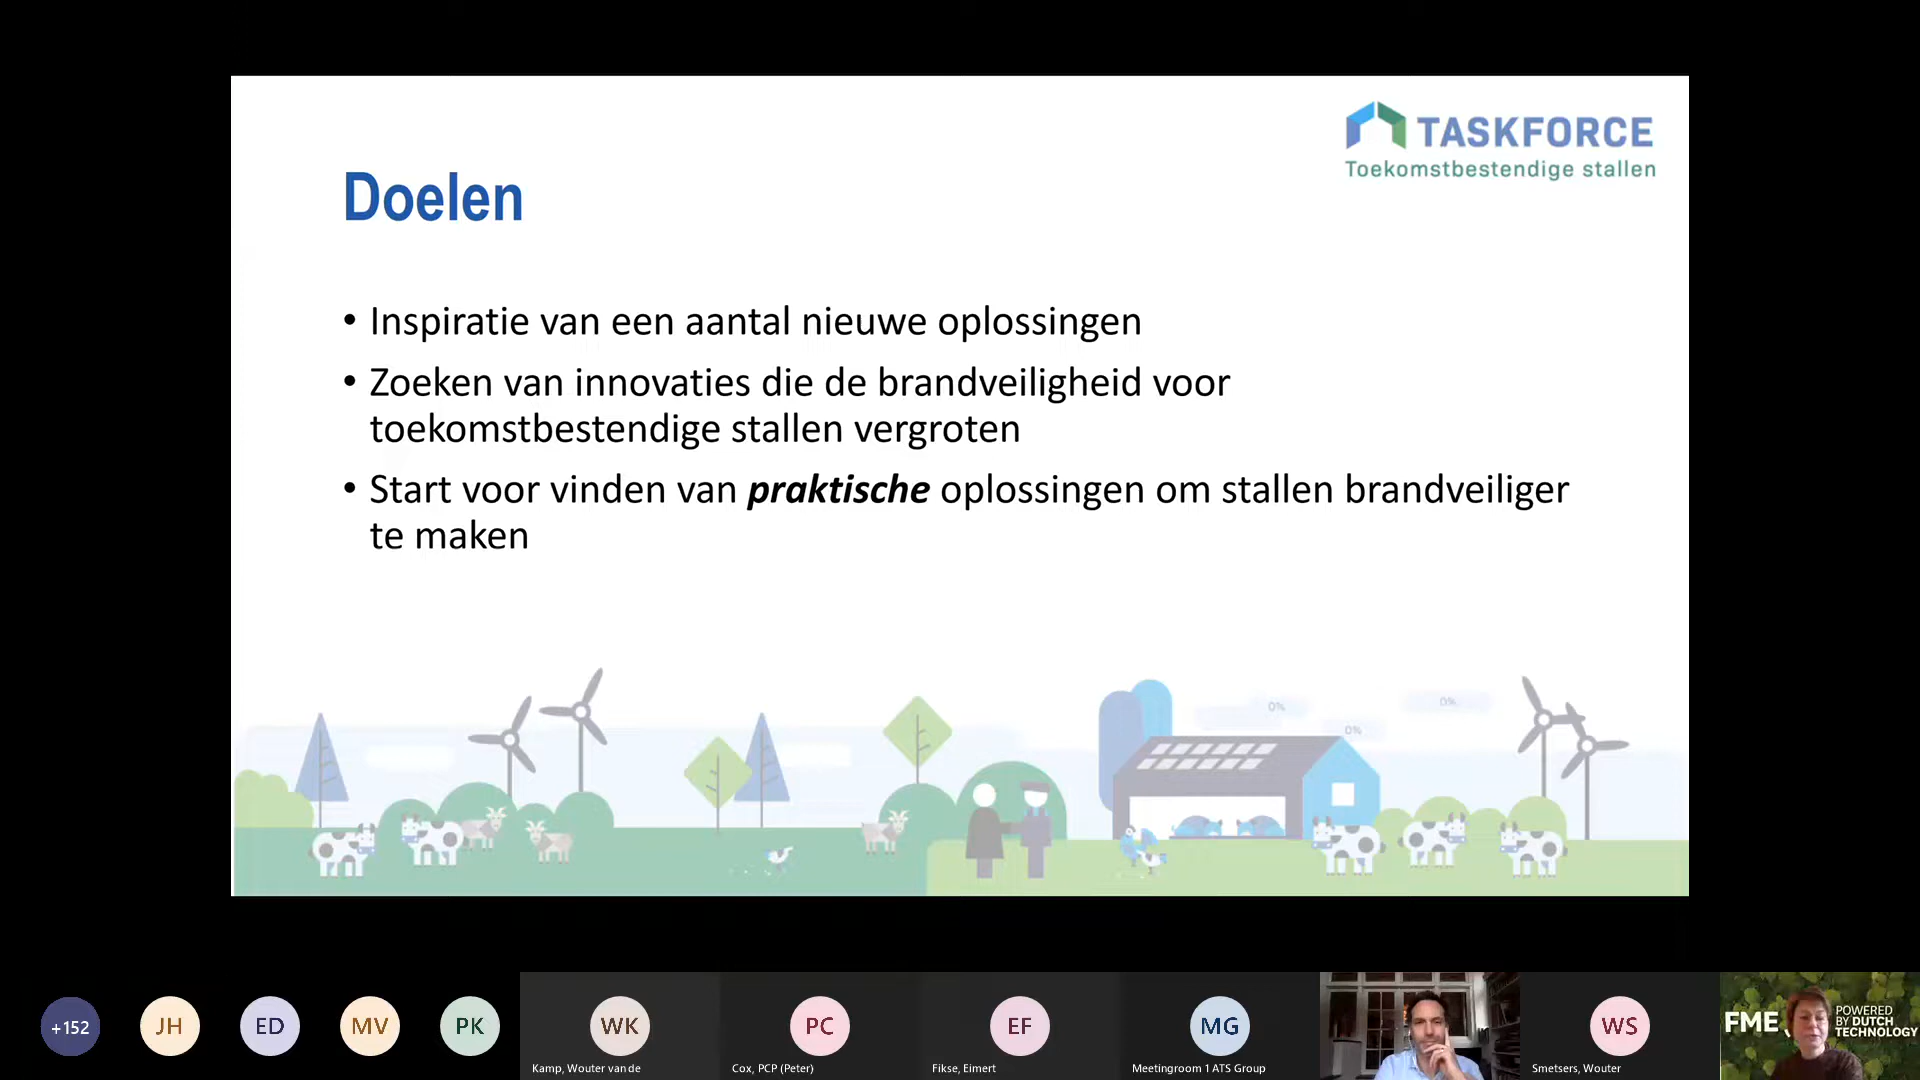 TASKFORCE
Toekomstbestendige stallen
Doelen
• Inspiratie van een aantal nieuwe oplossingen
• Zoeken van innovaties die de brandveiligheid voor
toekomstbestendige stallen vergroten
• Start voor vinden van praktische oplossingen om stallen brandveiliger
te maken
0%
0%
0%
+152
JH
ED
MV
PK
WK
Kamp, Wouter van de
PC
Cox, PCP (Peter)
EF
Fikse, Eimert
MG
Meetingroom 1 ATS Group
WS
Smetsers, Wouter
FME
POWERED
BY DUTCH
TECHNOLOGY